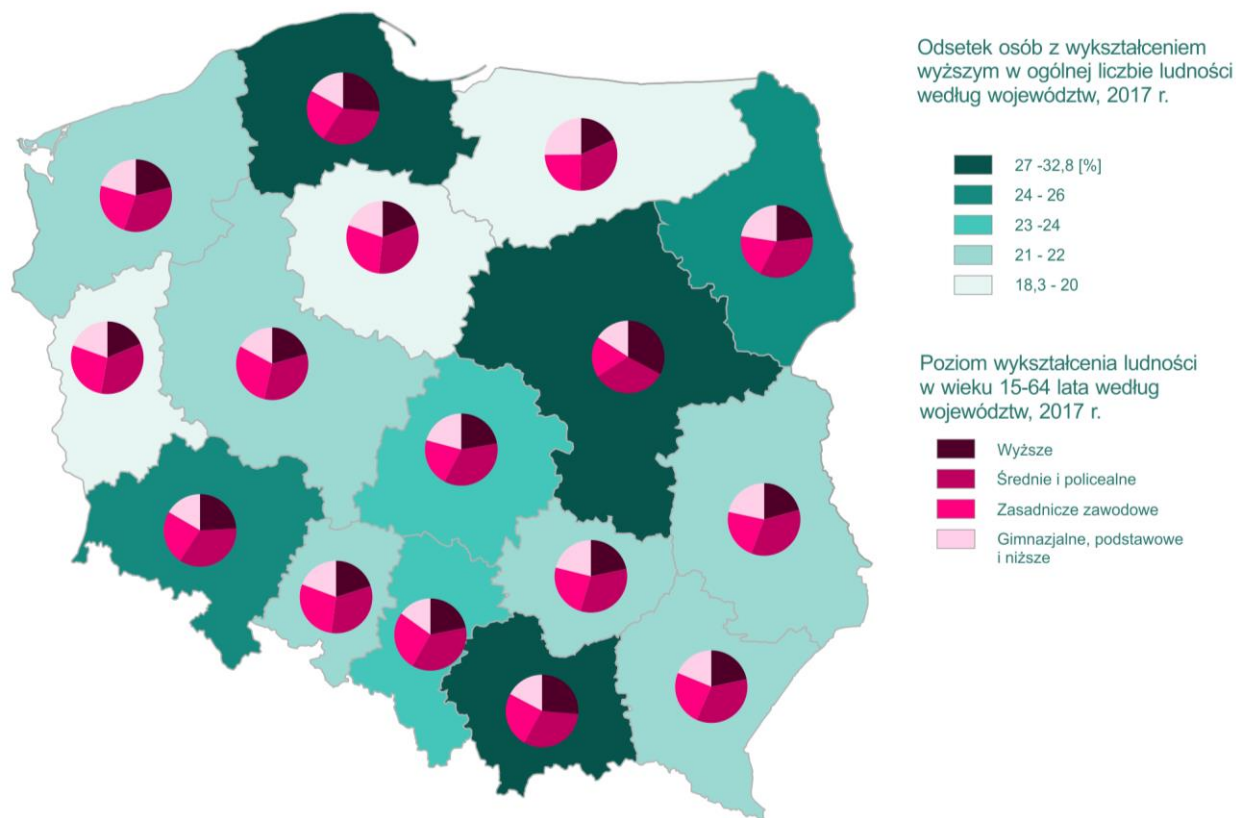 Odsetek osób z wykształceniem
wyższym w ogólnej liczbie ludności
według województw, 2017 r.
27 -32,8 [%]
24 - 26
23 -24
21 - 22
18,3 - 20
Poziom wykształcenia ludności
w wieku 15-64 lata według
województw, 2017 r.
Wyższe
Średnie i policealne
Zasadnicze zawodowe
Gimnazjalne, podstawowe
i niższe